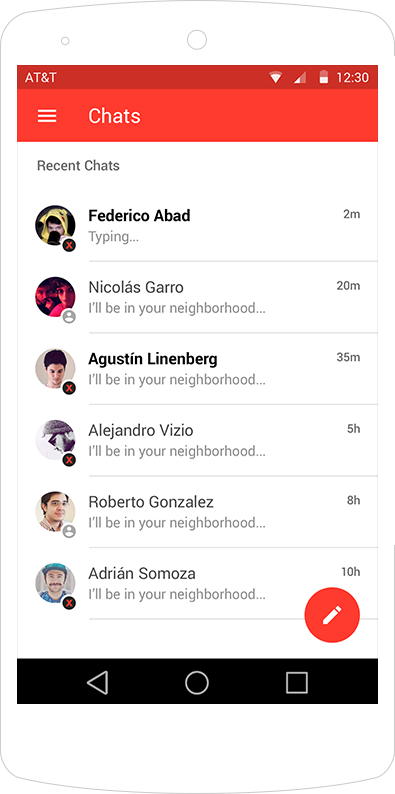 AT&T 12:30
Chats
Recent Chats
Federico Abad 2m
Typing...
X
Nicolás Garro 20m
I'll be in your neighborhood...
Agustín Linenberg 35m
I'll be in your neighborhood...
X
Alejandro Vizio 5h
I'll be in your neighborhood...
X
Roberto Gonzalez 8h
I'll be in your neighborhood...
Adrián Somoza 10h
I'll be in your neighborhood...
X